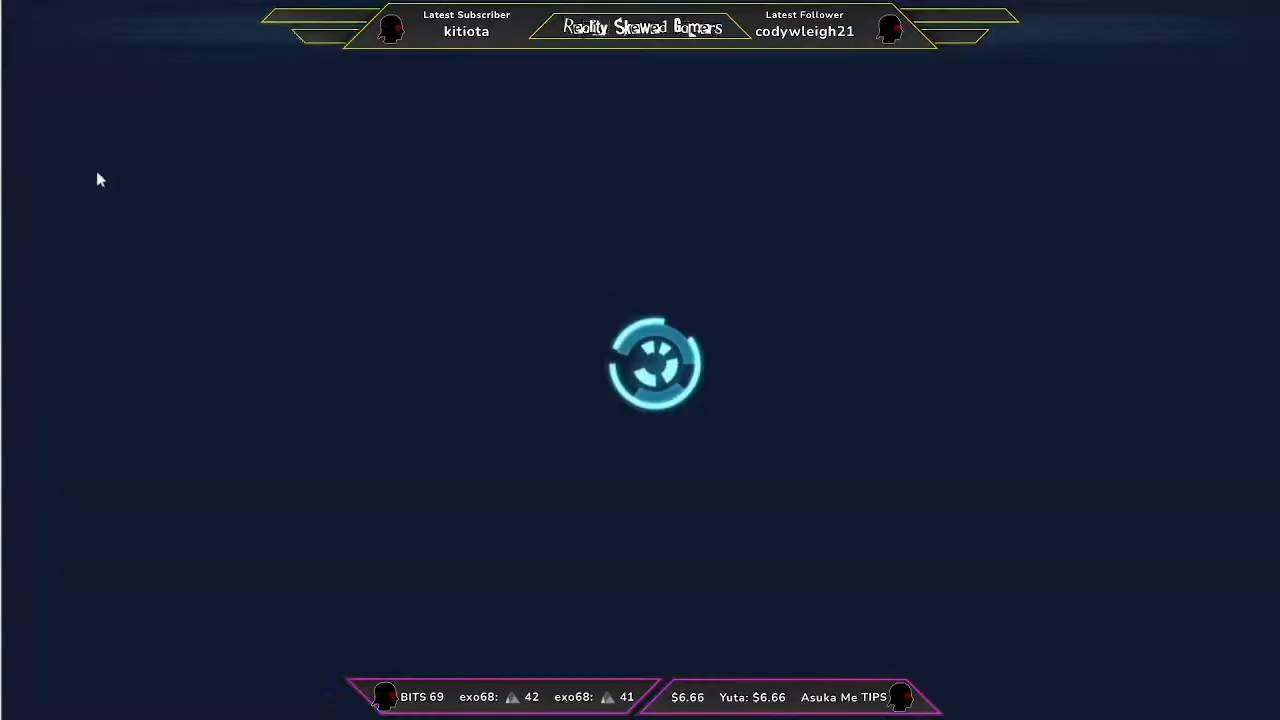 Latest Subscriber
kitiota
Reality Skewed Gamers
Latest Follower
codywleigh21
BITS 69 exo68: 42 exo68: 41
$6.66 Yuta: $6.66 Asuka Me TIPS